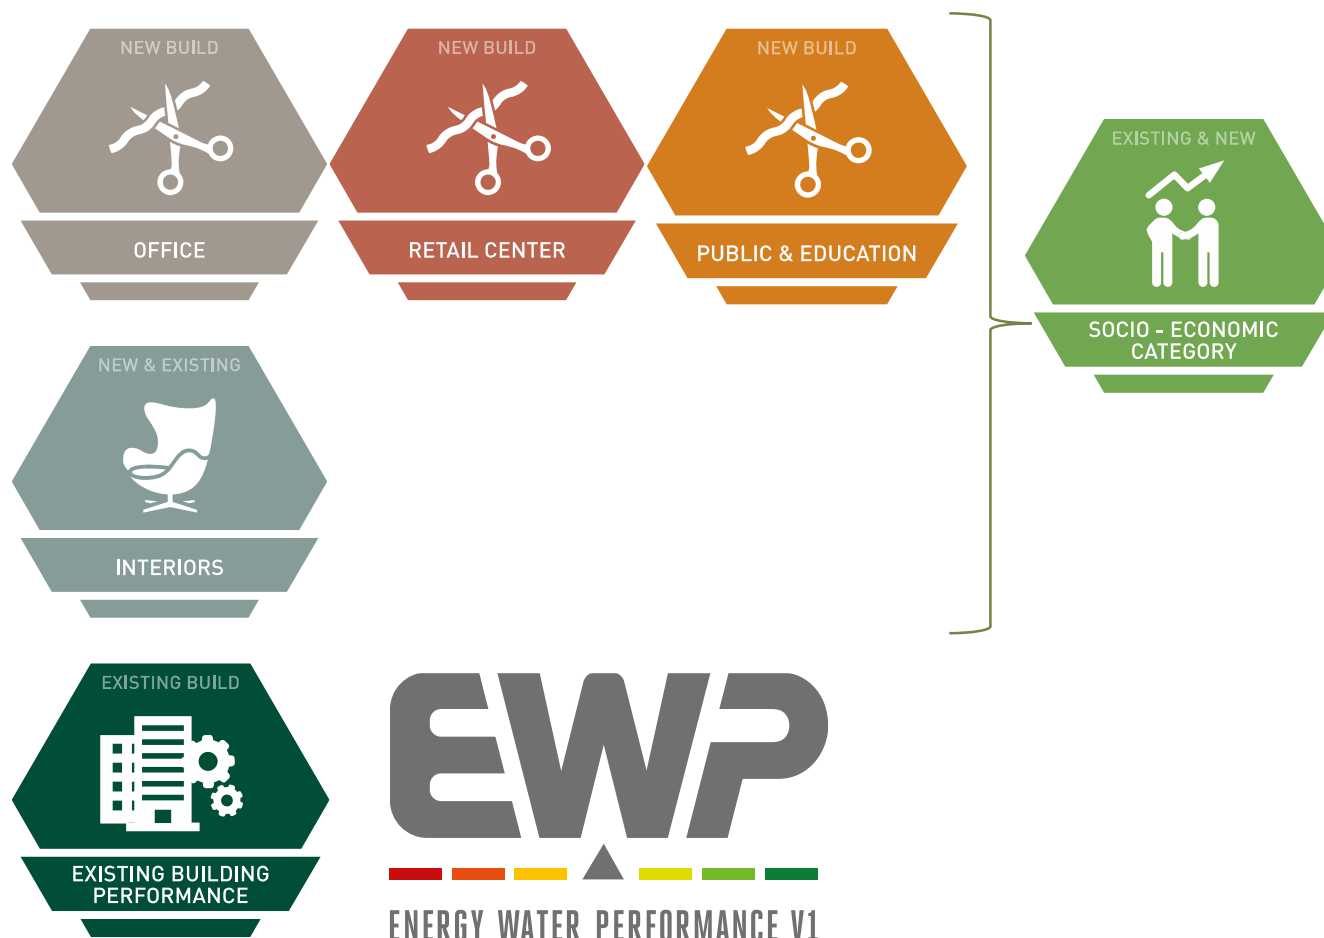 NEW BUILD
OFFICE
NEW BUILD
RETAIL CENTER
NEW BUILD
PUBLIC & EDUCATION
EXISTING & NEW
SOCIO - ECONOMIC
CATEGORY
NEW & EXISTING
INTERIORS
EXISTING BUILD
EXISTING BUILDING
PERFORMANCE
EWP
ENERGY WATER PERFORMANCE V1